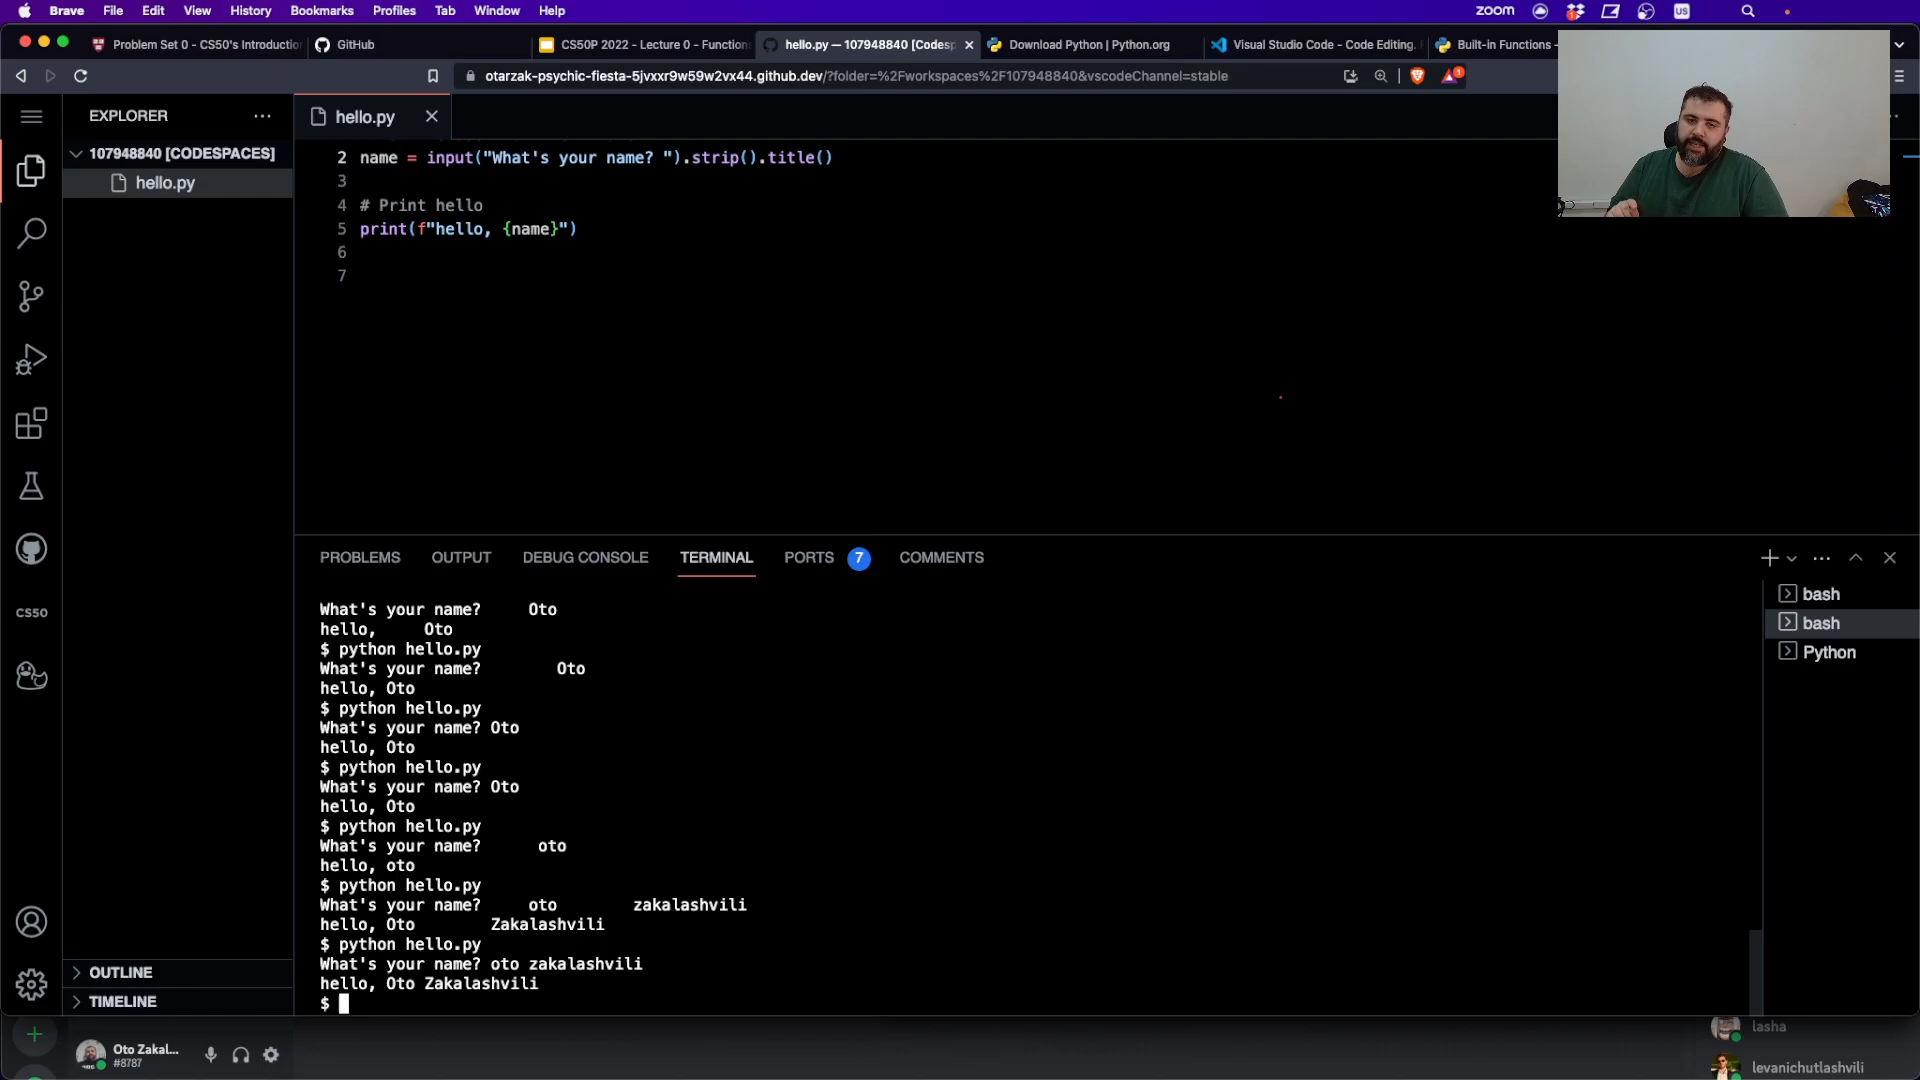 Brave File Edit View History Bookmarks Profiles Tab Window Help zoom US
Problem Set 0 - CS50's Introduction GitHub CS50P 2022 - Lecture 0 - Functions hello.py — 107948840 [Codesp Download Python | Python.org Visual Studio Code - Code Editing. Built-in Functions -
otarzak-psychic-fiesta-5jvxxr9w59w2vx44.github.dev/?folder=%2Fworkspaces%2F107948840&vscodeChannel=stable 1
EXPLORER
hello.py
107948840 [CODESPACES]
hello.py
2 name = input("What's your name? ").strip().title()
3
4 # Print hello
5 print(f"hello, {name}")
6
7
PROBLEMS OUTPUT DEBUG CONSOLE TERMINAL PORTS 7 COMMENTS
What's your name?     Oto
hello,     Oto
$ python hello.py
What's your name?        Oto
hello, Oto
$ python hello.py
What's your name? Oto
hello, Oto
$ python hello.py
What's your name? Oto
hello, Oto
$ python hello.py
What's your name?      oto
hello, oto
$ python hello.py
What's your name?     oto        zakalashvili
hello, Oto        Zakalashvili
$ python hello.py
What's your name? oto zakalashvili
hello, Oto Zakalashvili
$
bash
bash
Python
CS50
OUTLINE
TIMELINE
Oto Zakal...
#8787
lasha
levanichutlashvili